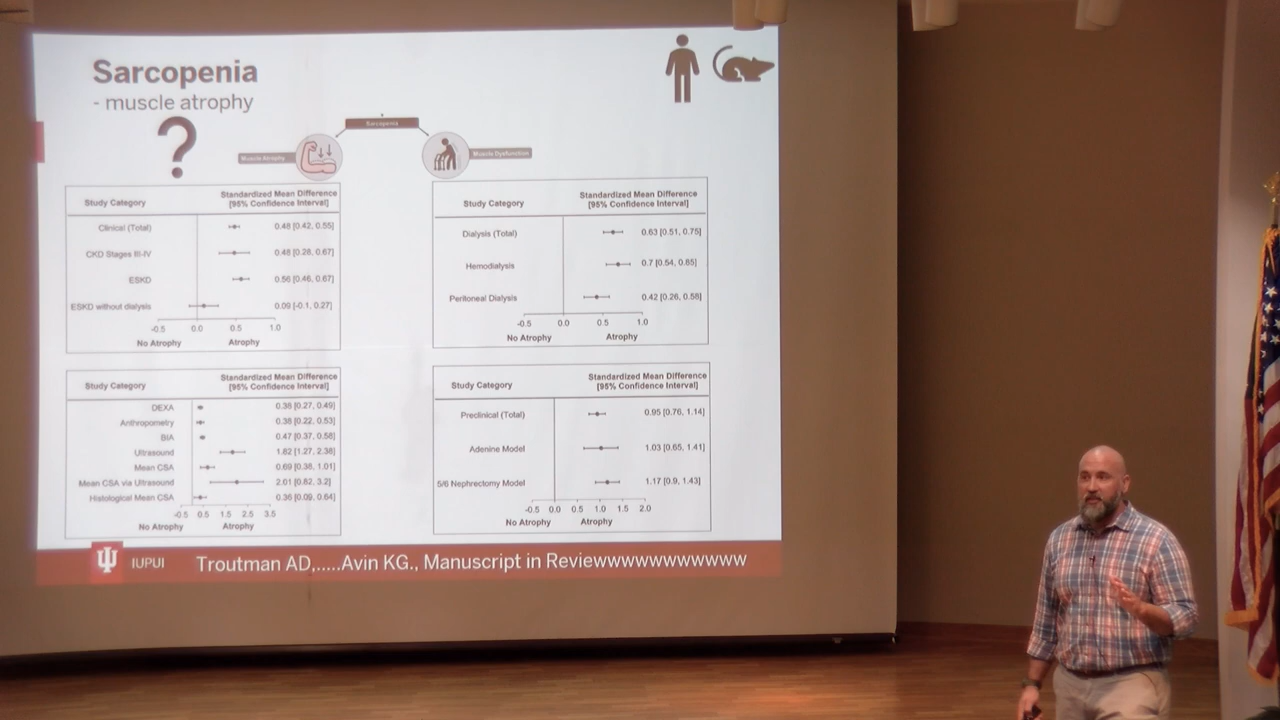 Sarcopenia
- muscle atrophy
?
Sarcopenia
Muscle Atrophy
Muscle Dysfunction
Study Category
Standardized Mean Difference
[95% Confidence Interval]
Clinical (Total) 0.48 [0.42, 0.55]
CKD Stages III-IV 0.48 [0.28, 0.67]
ESKD 0.56 [0.46, 0.67]
ESKD without dialysis 0.09 [-0.1, 0.27]
-0.5 0.0 0.5 1.0
No Atrophy Atrophy
Study Category
Standardized Mean Difference
[95% Confidence Interval]
Dialysis (Total) 0.63 [0.51, 0.75]
Hemodialysis 0.7 [0.54, 0.85]
Peritoneal Dialysis 0.42 [0.26, 0.58]
-0.5 0.0 0.5 1.0
No Atrophy Atrophy
Study Category
Standardized Mean Difference
[95% Confidence Interval]
DEXA 0.38 [0.27, 0.49]
Anthropometry 0.38 [0.22, 0.53]
BIA 0.47 [0.37, 0.58]
Ultrasound 1.82 [1.27, 2.38]
Mean CSA 0.69 [0.38, 1.01]
Mean CSA via Ultrasound 2.01 [0.82, 3.2]
Histological Mean CSA 0.36 [0.09, 0.64]
-0.5 0.5 1.5 2.5 3.5
No Atrophy Atrophy
Study Category
Standardized Mean Difference
[95% Confidence Interval]
Preclinical (Total) 0.95 [0.76, 1.14]
Adenine Model 1.03 [0.65, 1.41]
5/6 Nephrectomy Model 1.17 [0.9, 1.43]
-0.5 0.0 0.5 1.0 1.5 2.0
No Atrophy Atrophy
IUPUI
Troutman AD,.....Avin KG., Manuscript in Reviewwwwwwwwwwww